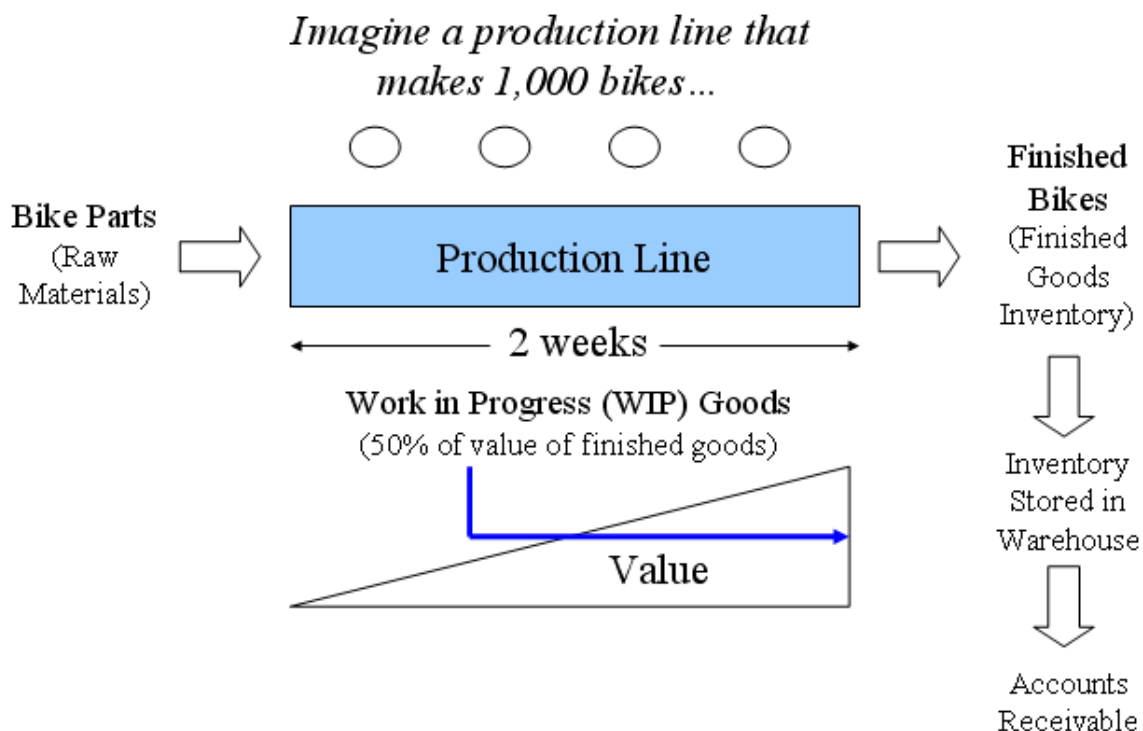 Imagine a production line that
makes 1,000 bikes...
Bike Parts
(Raw
Materials)
Production Line
Finished
Bikes
(Finished
Goods
Inventory)
2 weeks
Work in Progress (WIP) Goods
(50% of value of finished goods)
Value
Inventory
Stored in
Warehouse
Accounts
Receivable